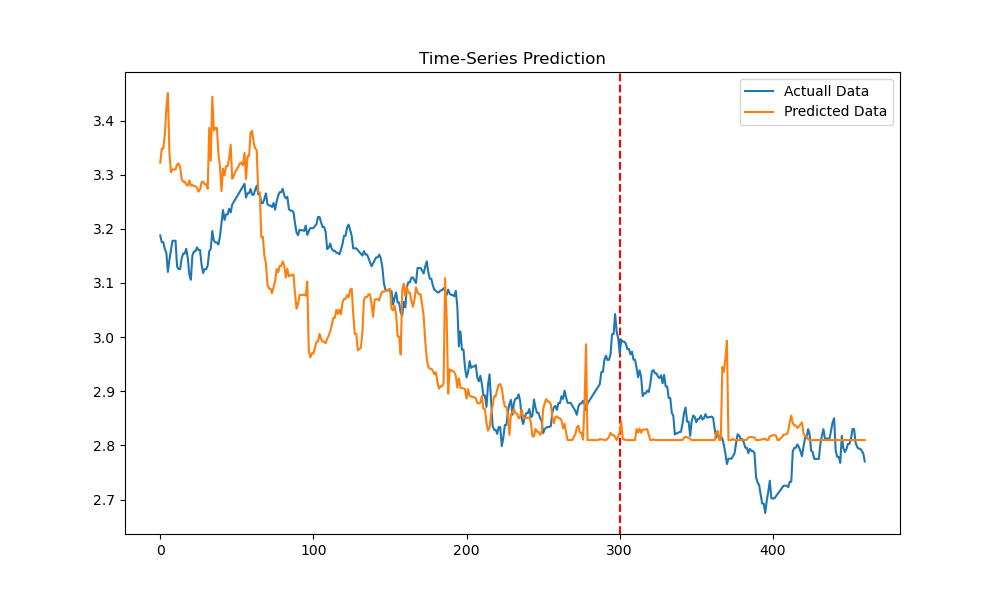 Time-Series Prediction
Actuall Data
Predicted Data
3.4
3.3
3.2
3.1
3.0
2.9
2.8
2.7
0 100 200 300 400